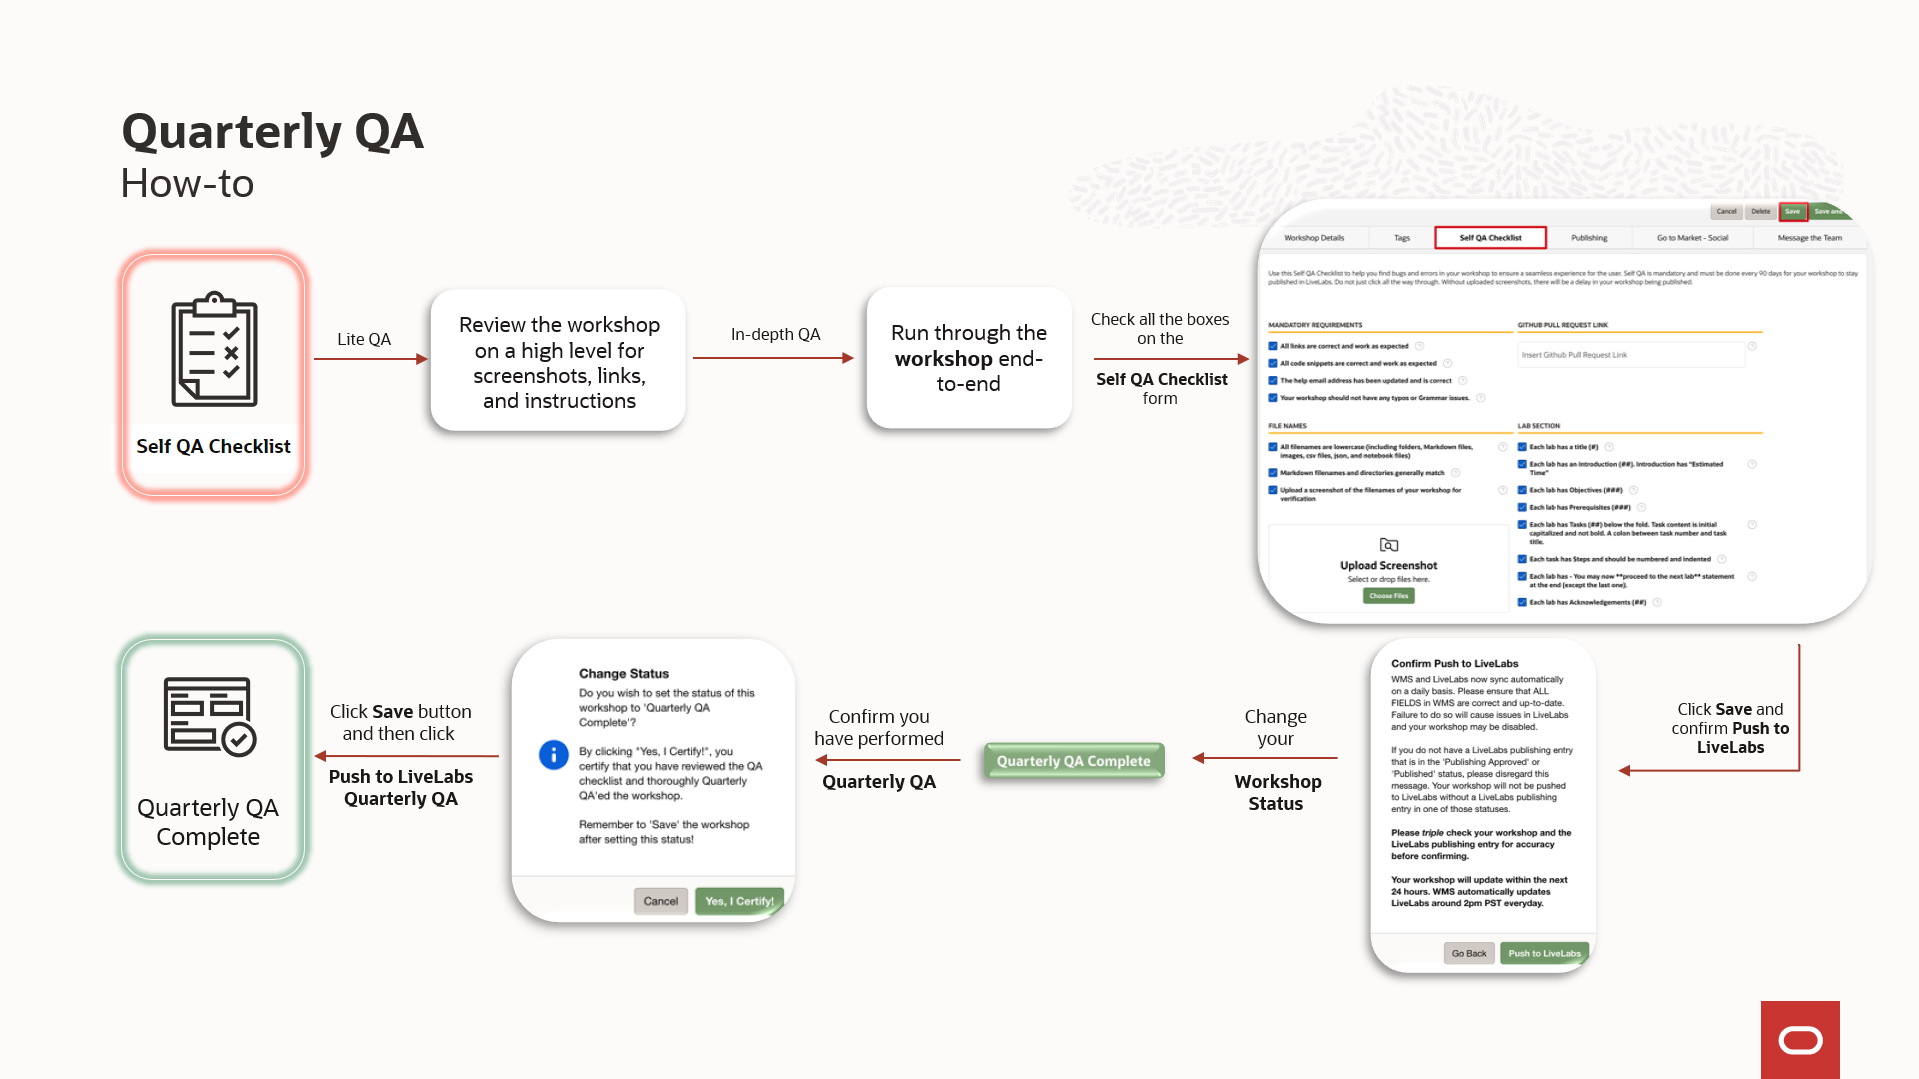 Quarterly QA
How-to
Self QA Checklist
Lite QA
Review the workshop
on a high level for
screenshots, links,
and instructions
In-depth QA
Run through the
workshop end-
to-end
Check all the boxes
on the
Self QA Checklist
form
Cancel
Delete
Save
Save and
Workshop Details
Tags
Self QA Checklist
Publishing
Go to Market - Social
Message the Team
Use this Self QA Checklist to help you find bugs and errors in your workshop to ensure a seamless experience for the user. Self QA is mandatory and must be done every 90 days for your workshop to stay
published in LiveLabs. Do not just click all the way through. Without uploaded screenshots, there will be a delay in your workshop being published.
MANDATORY REQUIREMENTS
All links are correct and work as expected
All code snippets are correct and work as expected
The help email address has been updated and is correct
Your workshop should not have any typos or Grammar issues.
GITHUB PULL REQUEST LINK
Insert Github Pull Request Link
FILE NAMES
All filenames are lowercase (including folders, Markdown files,
images, csv files, json, and notebook files)
Markdown filenames and directories generally match
Upload a screenshot of the filenames of your workshop for
verification
Upload Screenshot
Select or drop files here.
Choose Files
LAB SECTION
Each lab has a title (#)
Each lab has an Introduction (##). Introduction has "Estimated
Time"
Each lab has Objectives (###)
Each lab has Prerequisites (###)
Each lab has Tasks (##) below the fold. Task content is initial
capitalized and not bold. A colon between task number and task
title.
Each task has Steps and should be numbered and indented
Each lab has - You may now **proceed to the next lab** statement
at the end (except the last one).
Each lab has Acknowledgements (##)
Click Save and
confirm Push to
LiveLabs
Confirm Push to LiveLabs
WMS and LiveLabs now sync automatically
on a daily basis. Please ensure that ALL
FIELDS in WMS are correct and up-to-date.
Failure to do so will cause issues in LiveLabs
and your workshop may be disabled.
If you do not have a LiveLabs publishing entry
that is in the 'Publishing Approved' or
'Published' status, please disregard this
message. Your workshop will not be pushed
to LiveLabs without a LiveLabs publishing
entry in one of those statuses.
Please triple check your workshop and the
LiveLabs publishing entry for accuracy
before confirming.
Your workshop will update within the next
24 hours. WMS automatically updates
LiveLabs around 2pm PST everyday.
Go Back
Push to LiveLabs
Change
your
Workshop
Status
Quarterly QA Complete
Confirm you
have performed
Quarterly QA
Change Status
Do you wish to set the status of this
workshop to 'Quarterly QA
Complete'?
By clicking "Yes, I Certify!", you
certify that you have reviewed the QA
checklist and thoroughly Quarterly
QA'ed the workshop.
Remember to 'Save' the workshop
after setting this status!
Cancel
Yes, I Certify!
Click Save button
and then click
Push to LiveLabs
Quarterly QA
Quarterly QA
Complete